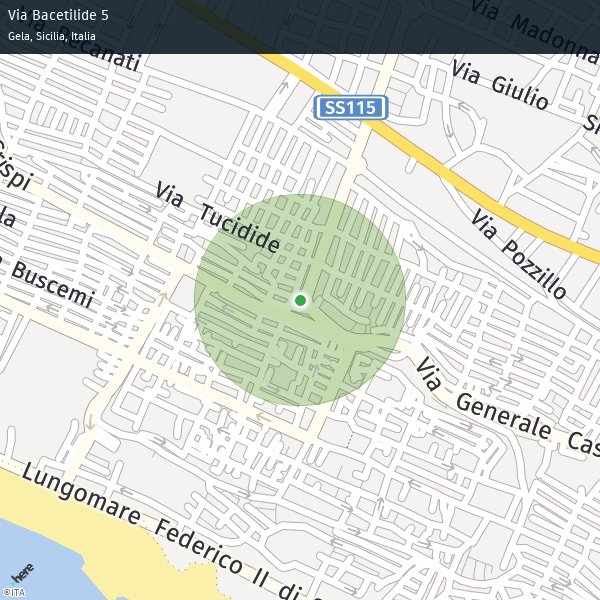 Via Bacetilide 5
Gela, Sicilia, Italia
Recanati
Via Madonna
Via Giulio
SS115
Crispi
Via Tucidide
Via Pozzillo
Buscemi
Via Generale Cas
Lungomare Federico II di
here
©ITA